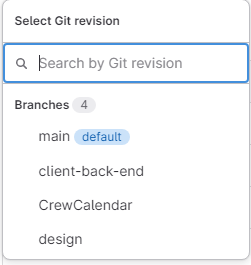 Select Git revision
Search by Git revision
Branches 4
main default
client-back-end
CrewCalendar
design